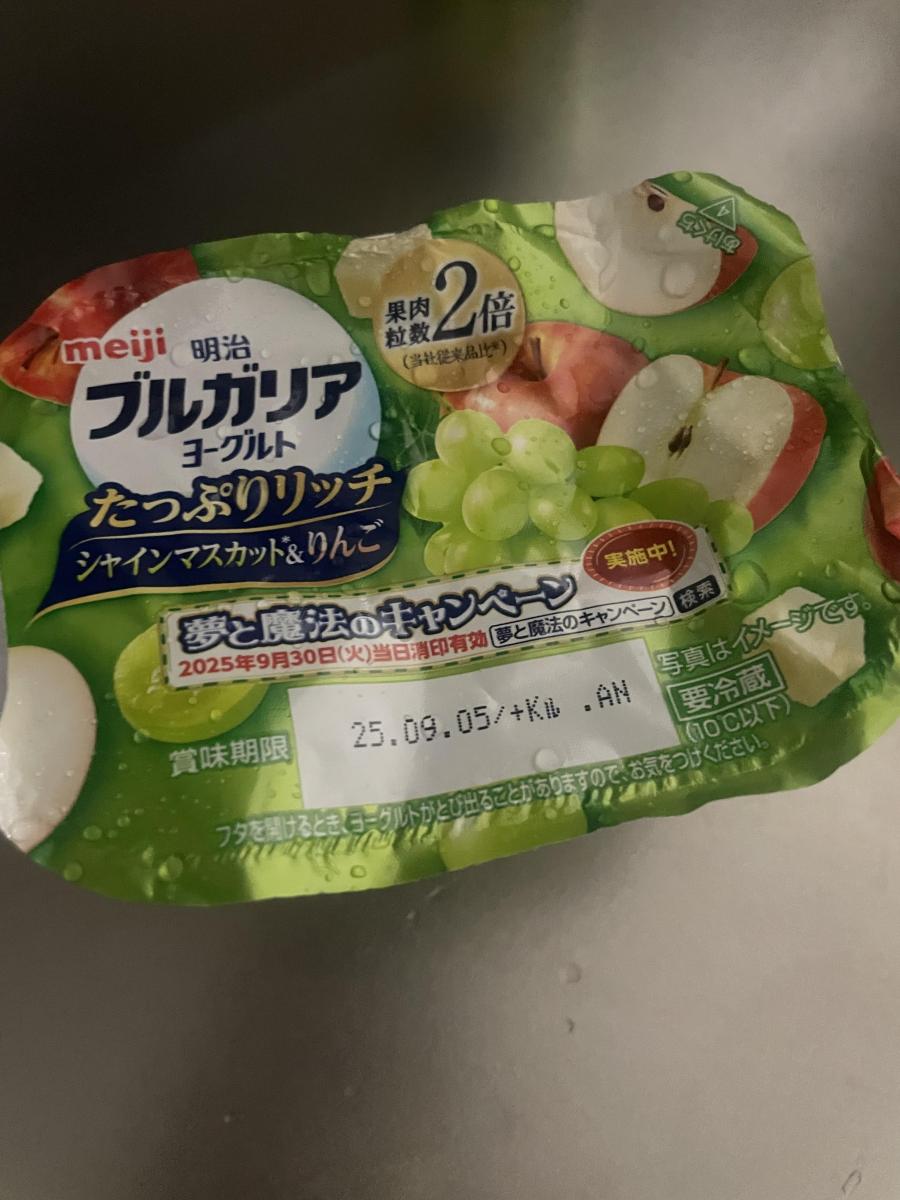 meiji 明治
ブルガリア
ヨーグルト
たっぷりリッチ
シャインマスカット*&りんご
果肉
粒数
2倍
(当社従来品比*)
あけくち
実施中!
夢と魔法のキャンペーン
2025年9月30日(火)当日消印有効 夢と魔法のキャンペーン 検索
写真はイメージです。
賞味期限
25.09.05/+Kル .AN
要冷蔵
(10℃以下)
フタを開けるとき、ヨーグルトがとび出ることがありますので、お気をつけください。